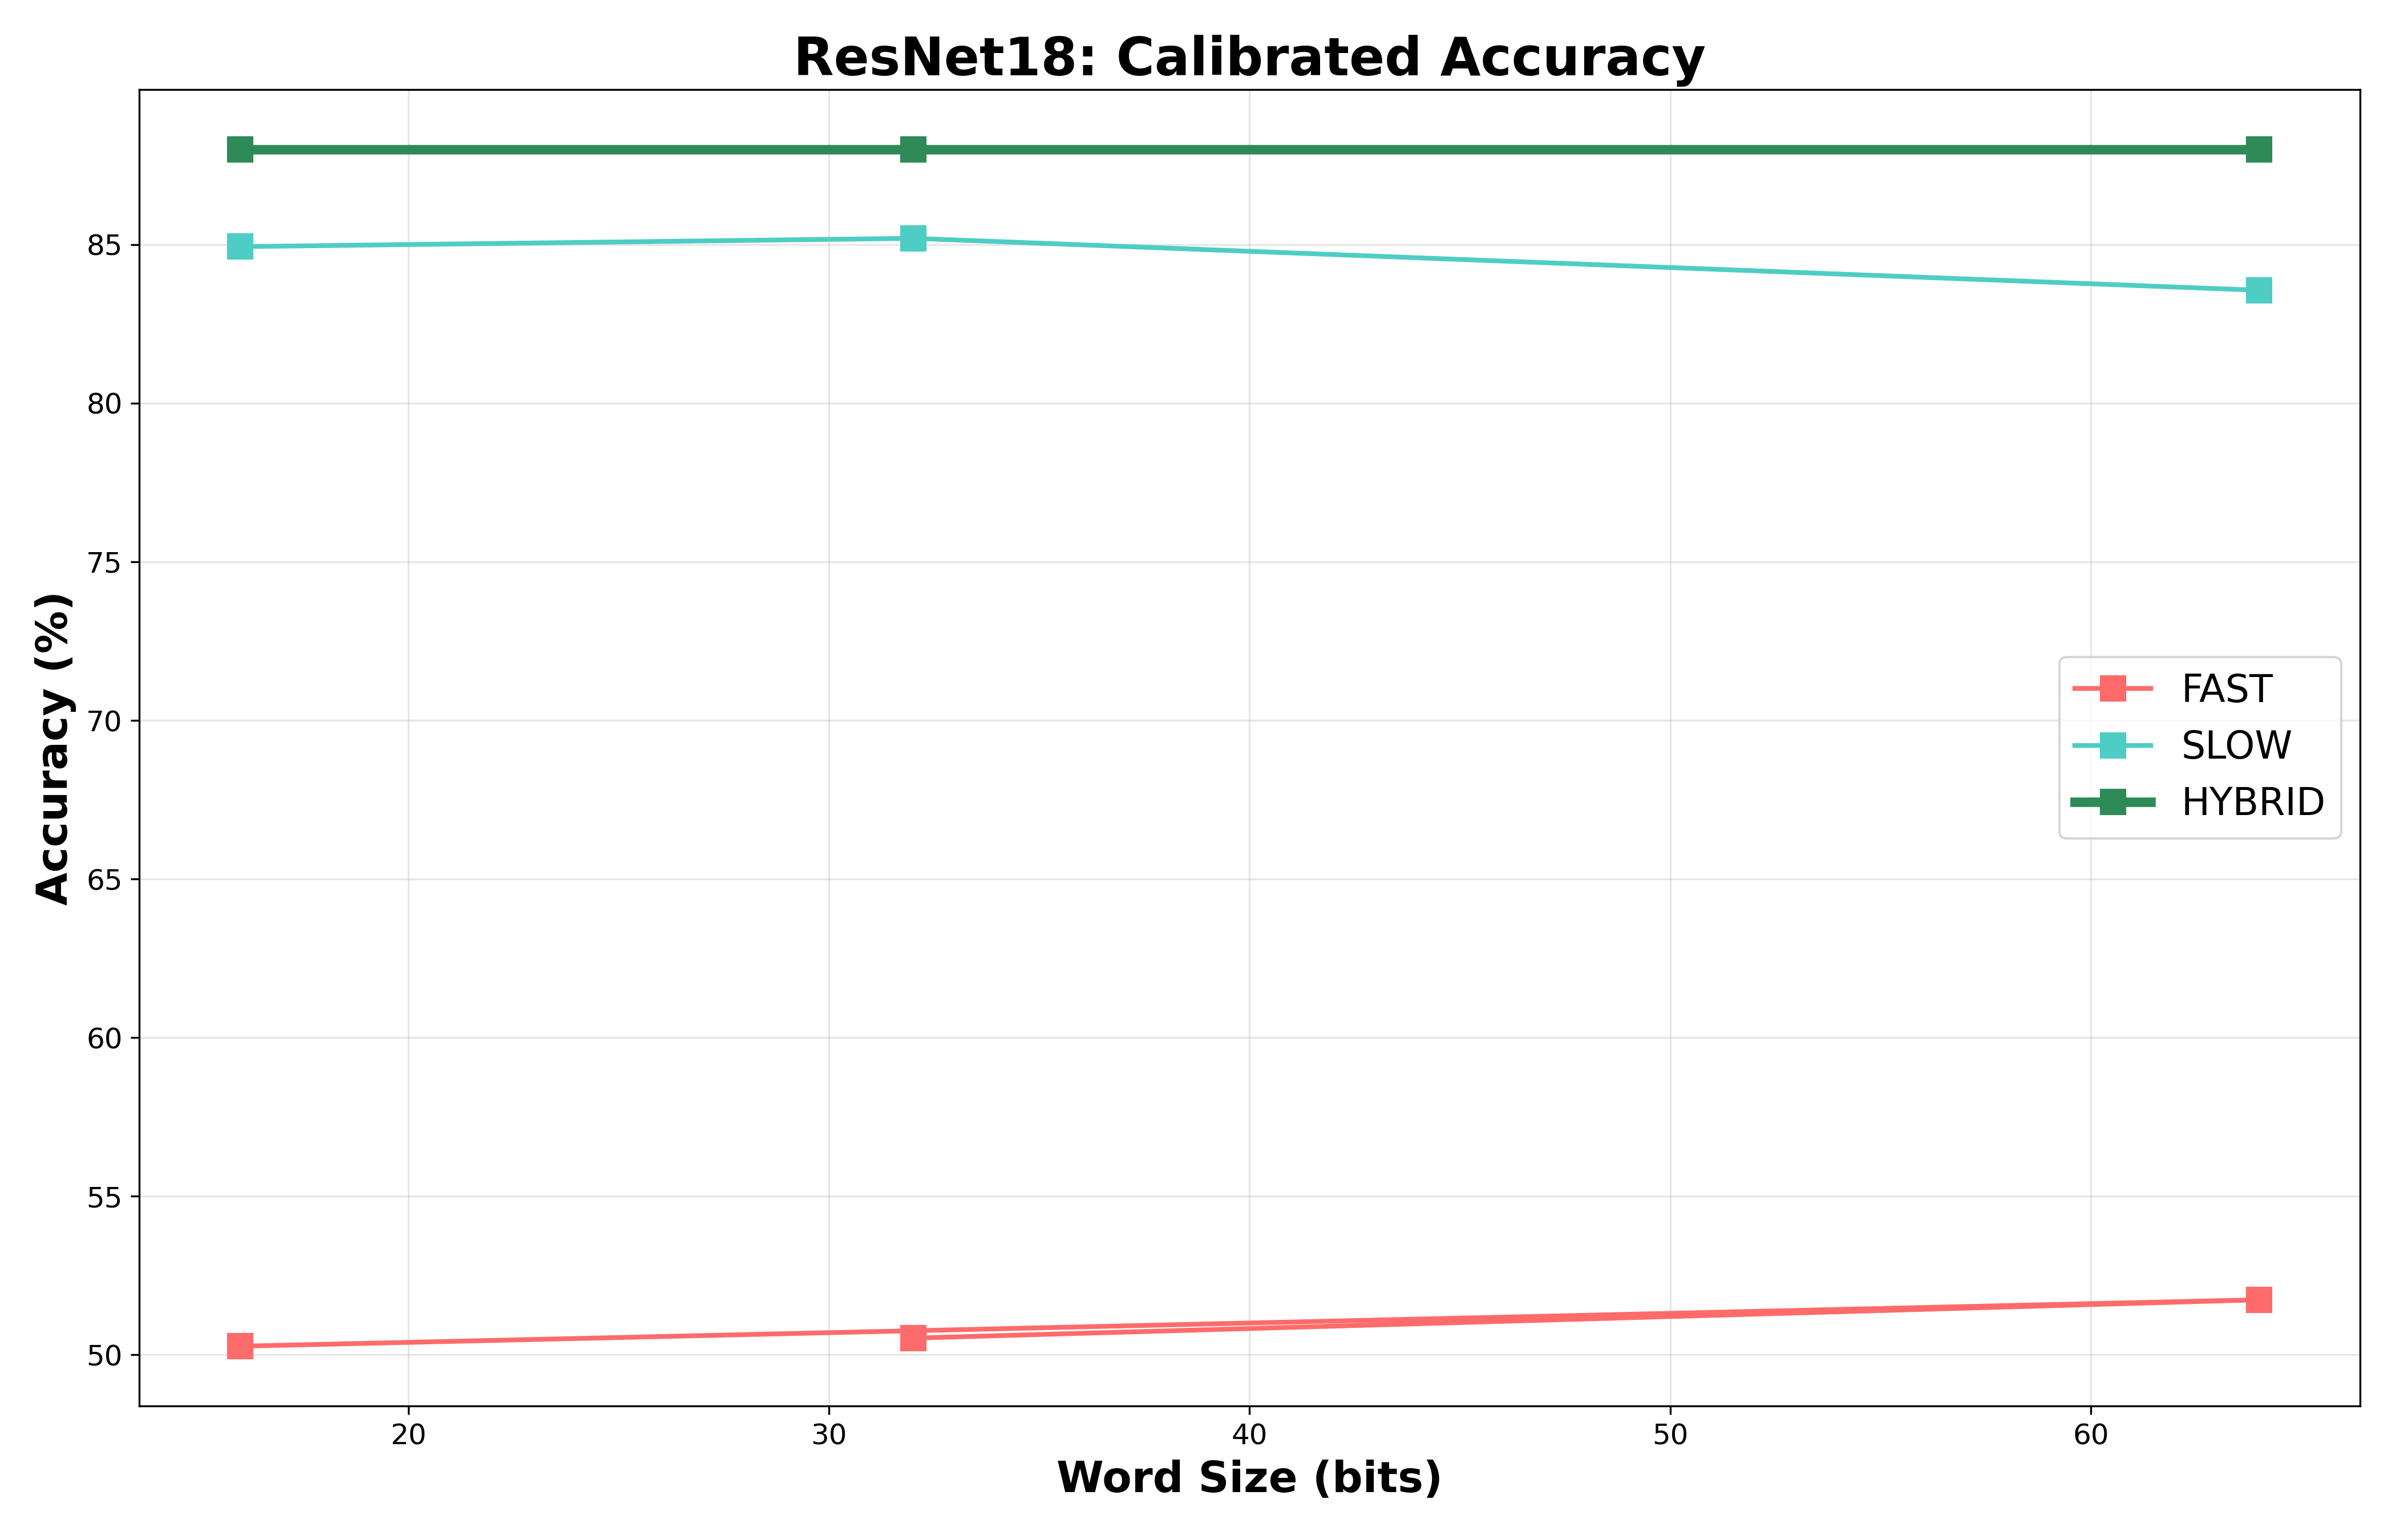 ResNet18: Calibrated Accuracy
Accuracy (%)
85
80
75
70
65
60
55
50
FAST
SLOW
HYBRID
20 30 40 50 60
Word Size (bits)